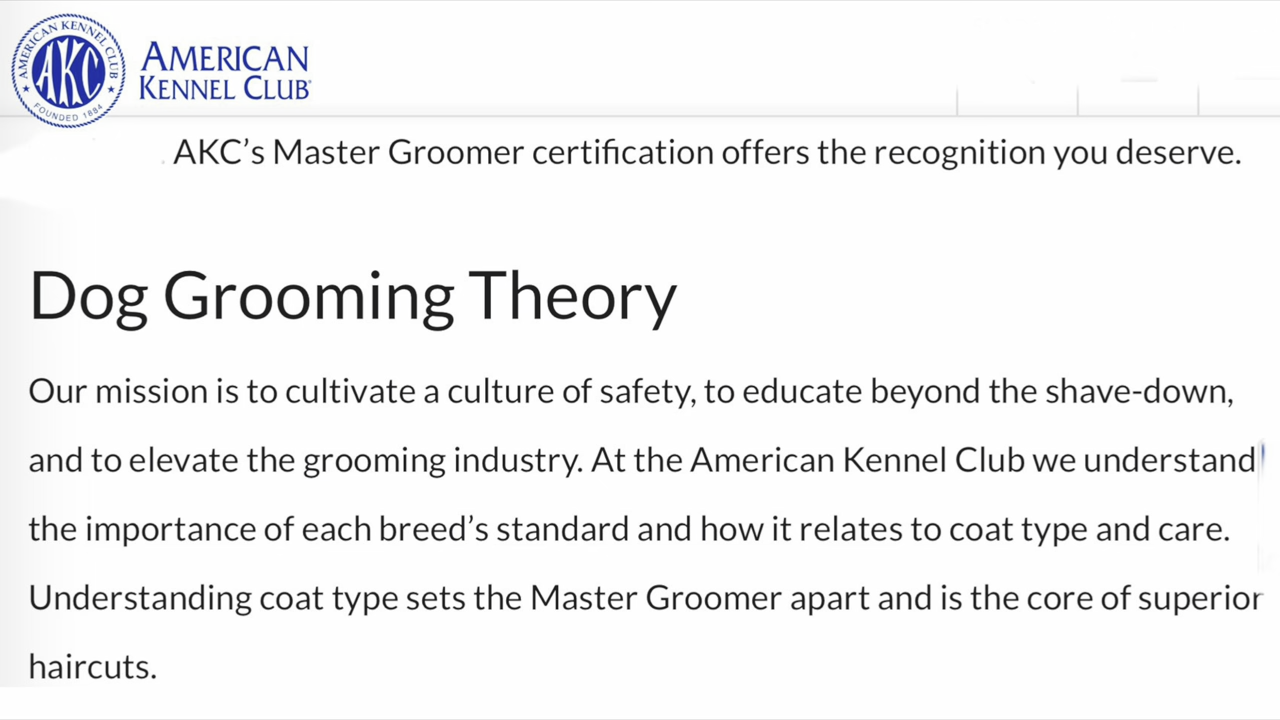 AMERICAN KENNEL CLUB
AKC
FOUNDED 1884
AMERICAN
KENNEL CLUB®
AKC’s Master Groomer certification offers the recognition you deserve.
Dog Grooming Theory
Our mission is to cultivate a culture of safety, to educate beyond the shave-down,
and to elevate the grooming industry. At the American Kennel Club we understand
the importance of each breed’s standard and how it relates to coat type and care.
Understanding coat type sets the Master Groomer apart and is the core of superior
haircuts.